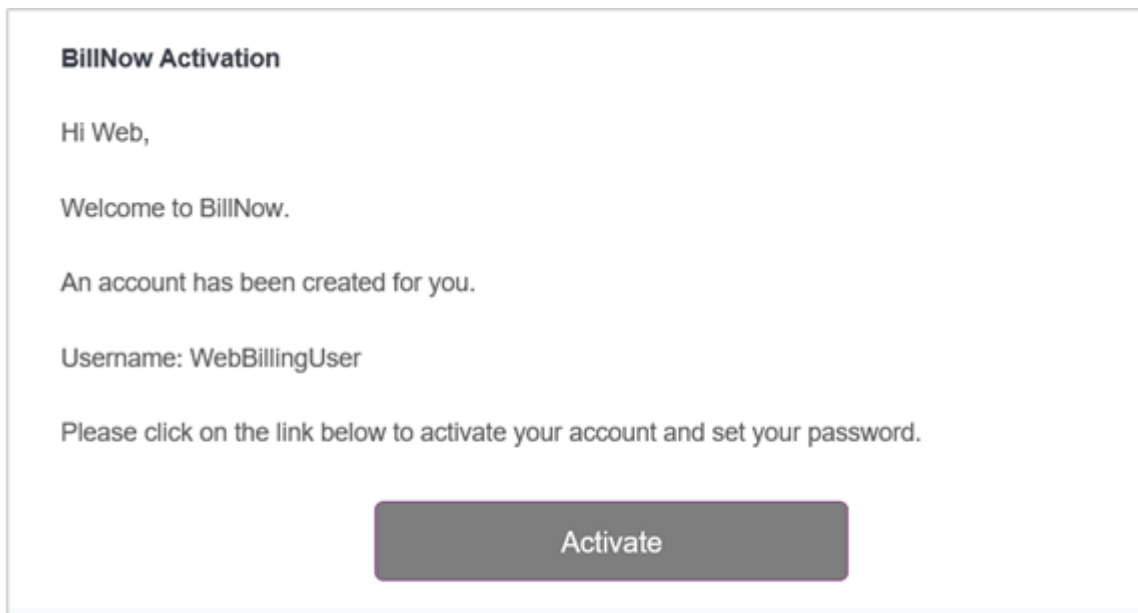 BillNow Activation
Hi Web,
Welcome to BillNow.
An account has been created for you.
Username: WebBillingUser
Please click on the link below to activate your account and set your password.
Activate